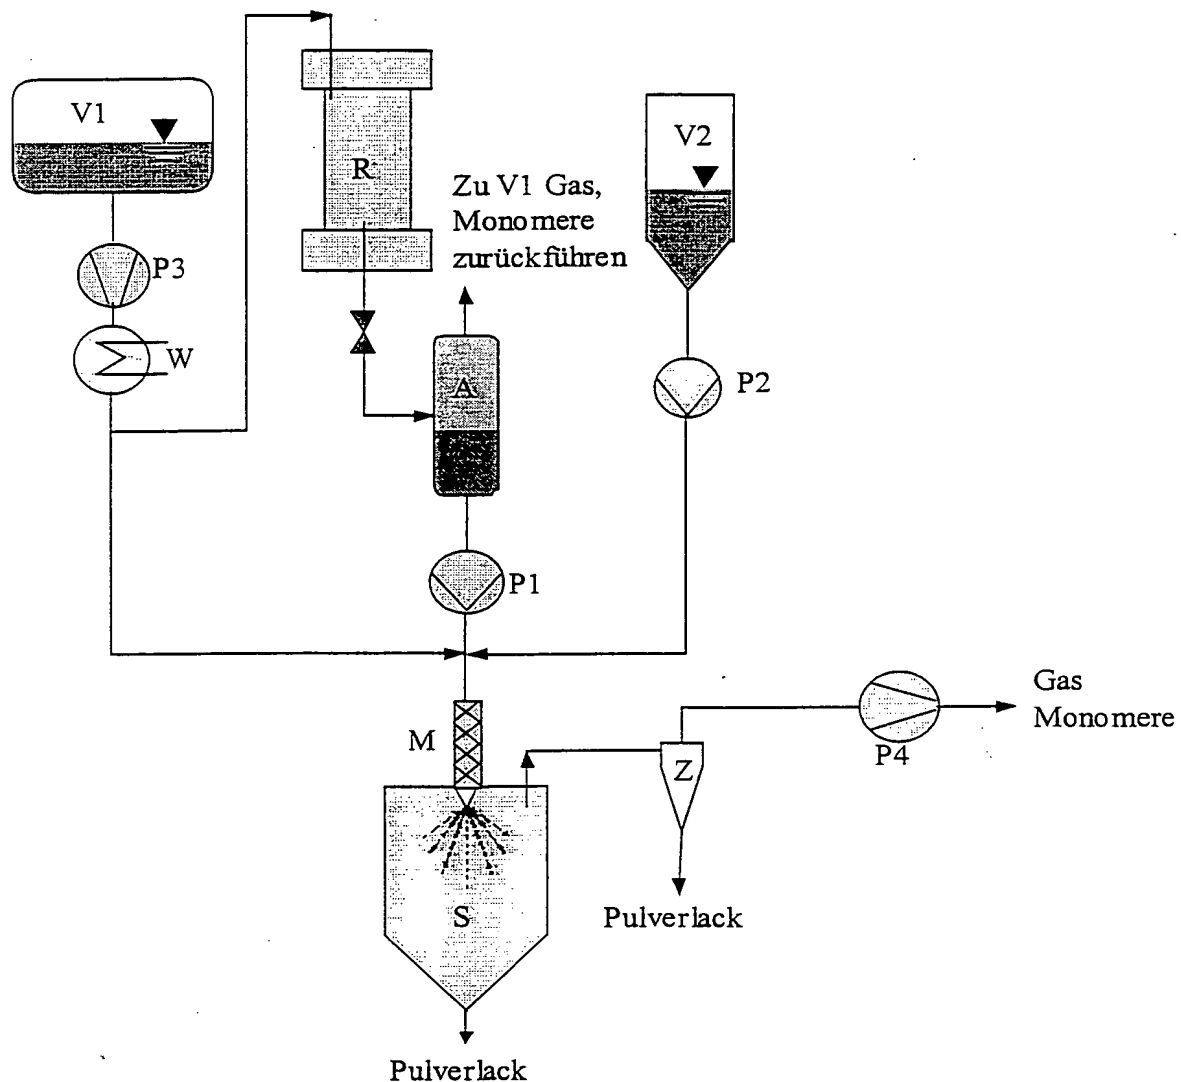 V1
V2
R
Zu V1 Gas,
Monomere
zurückführen
P3
W
A
P2
P1
Gas
Monomere
M
P4
Z
S
Pulverlack
Pulverlack